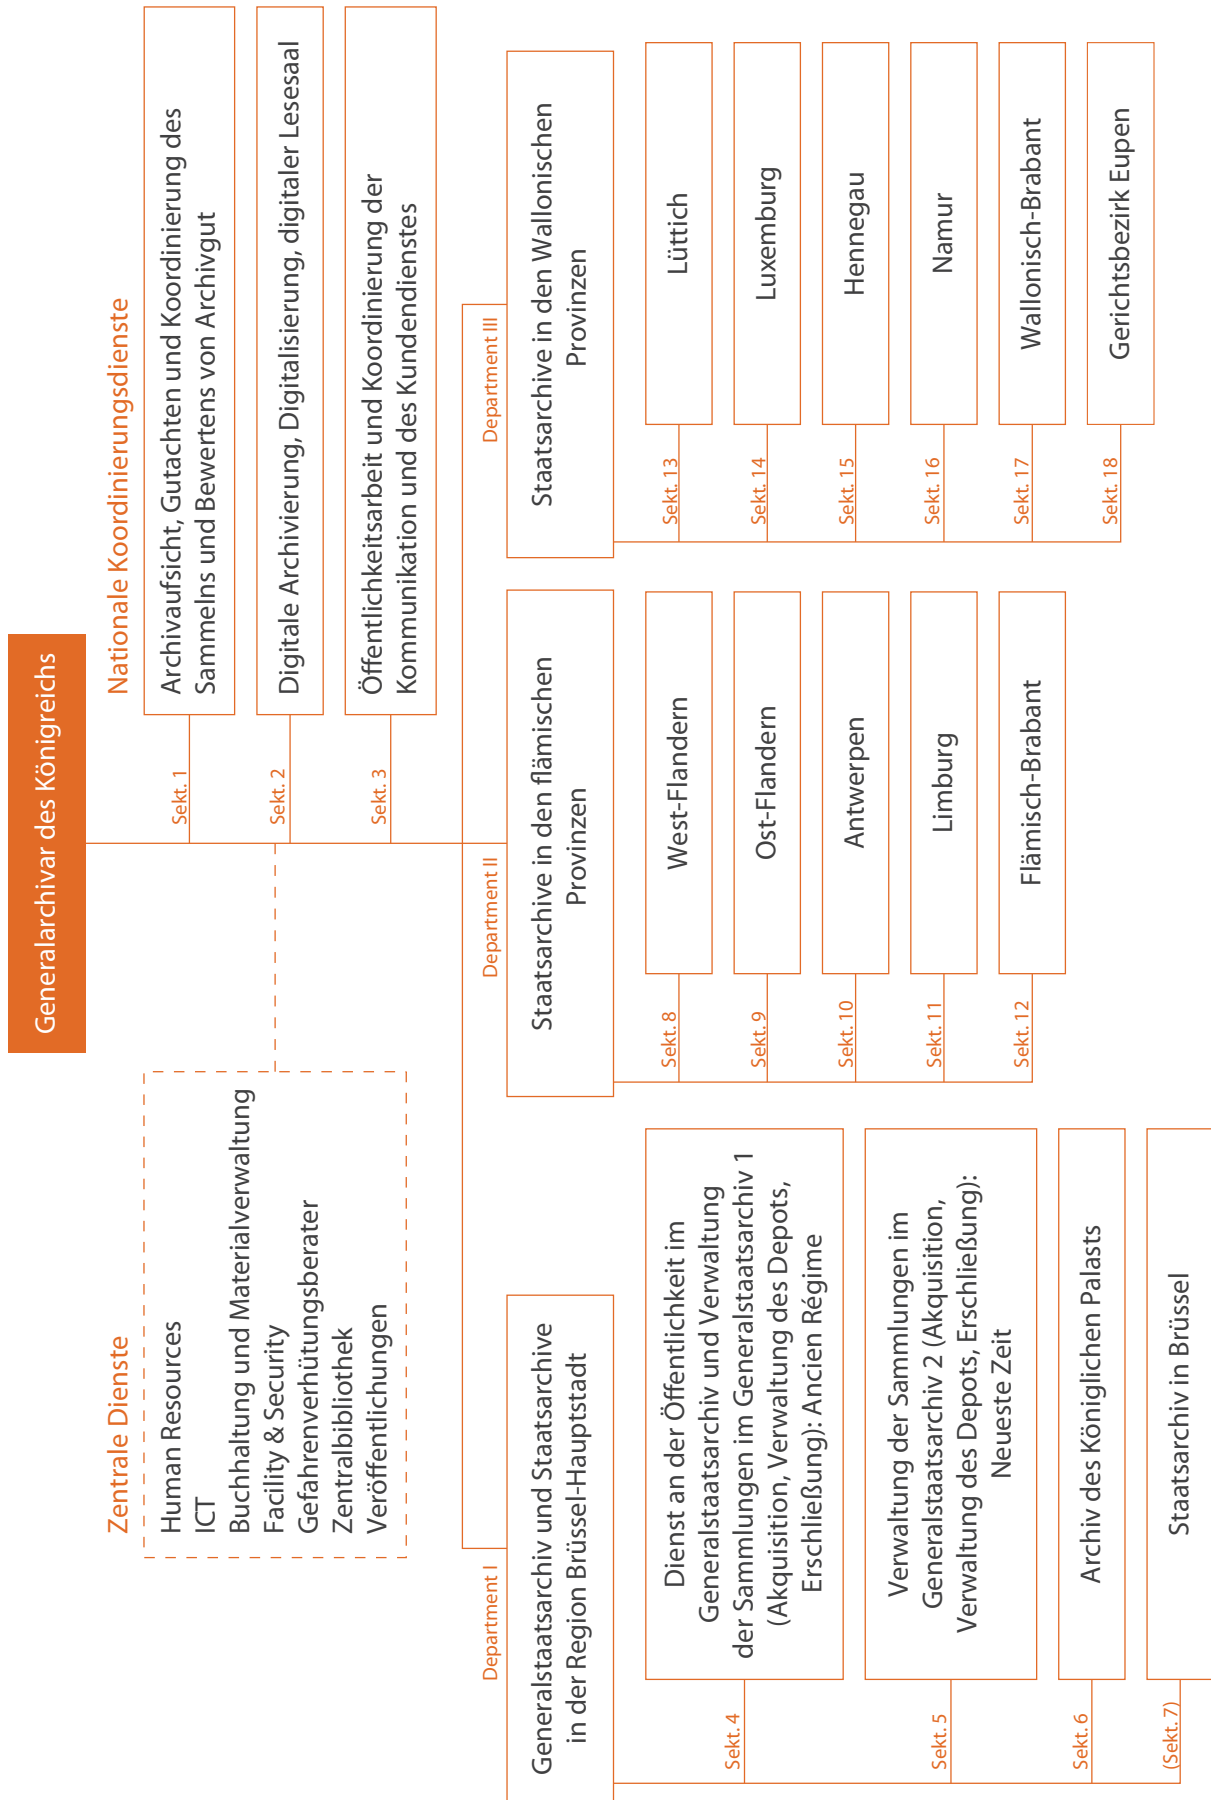 Generalarchivar des Königreichs
Zentrale Dienste
Human Resources
ICT
Buchhaltung und Materialverwaltung
Facility & Security
Gefahrenverhütungsberater
Zentralbibliothek
Veröffentlichungen
Nationale Koordinierungsdienste
Sekt. 1
Archivaufsicht, Gutachten und Koordinierung des
Sammelns und Bewertens von Archivgut
Sekt. 2
Digitale Archivierung, Digitalisierung, digitaler Lesesaal
Sekt. 3
Öffentlichkeitsarbeit und Koordinierung der
Kommunikation und des Kundendienstes
Department I
Generalstaatsarchiv und Staatsarchive
in der Region Brüssel-Hauptstadt
Sekt. 4
Dienst an der Öffentlichkeit im
Generalstaatsarchiv und Verwaltung
der Sammlungen im Generalstaatsarchiv 1
(Akquisition, Verwaltung des Depots,
Erschließung): Ancien Régime
Sekt. 5
Verwaltung der Sammlungen im
Generalstaatsarchiv 2 (Akquisition,
Verwaltung des Depots, Erschließung):
Neueste Zeit
Sekt. 6
Archiv des Königlichen Palasts
(Sekt. 7)
Staatsarchiv in Brüssel
Department II
Staatsarchive in den flämischen
Provinzen
Sekt. 8
West-Flandern
Sekt. 9
Ost-Flandern
Sekt. 10
Antwerpen
Sekt. 11
Limburg
Sekt. 12
Flämisch-Brabant
Department III
Staatsarchive in den Wallonischen
Provinzen
Sekt. 13
Lüttich
Sekt. 14
Luxemburg
Sekt. 15
Hennegau
Sekt. 16
Namur
Sekt. 17
Wallonisch-Brabant
Sekt. 18
Gerichtsbezirk Eupen